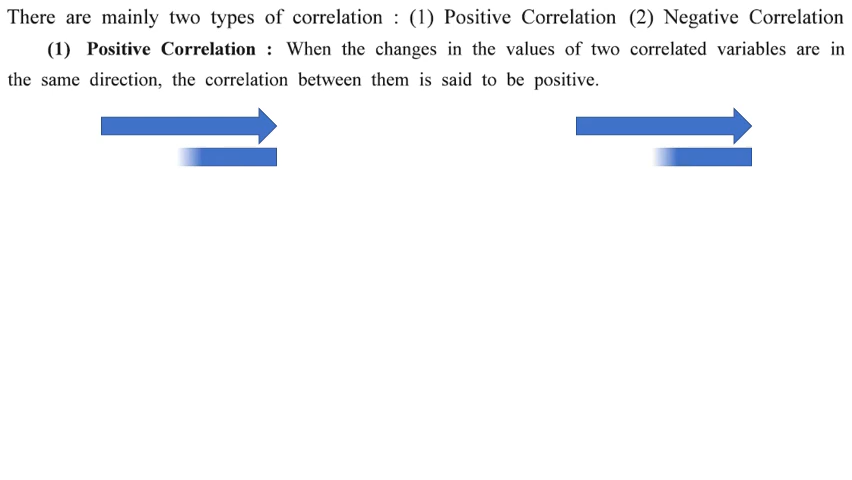 There are mainly two types of correlation : (1) Positive Correlation (2) Negative Correlation
(1) Positive Correlation : When the changes in the values of two correlated variables are in
the same direction, the correlation between them is said to be positive.